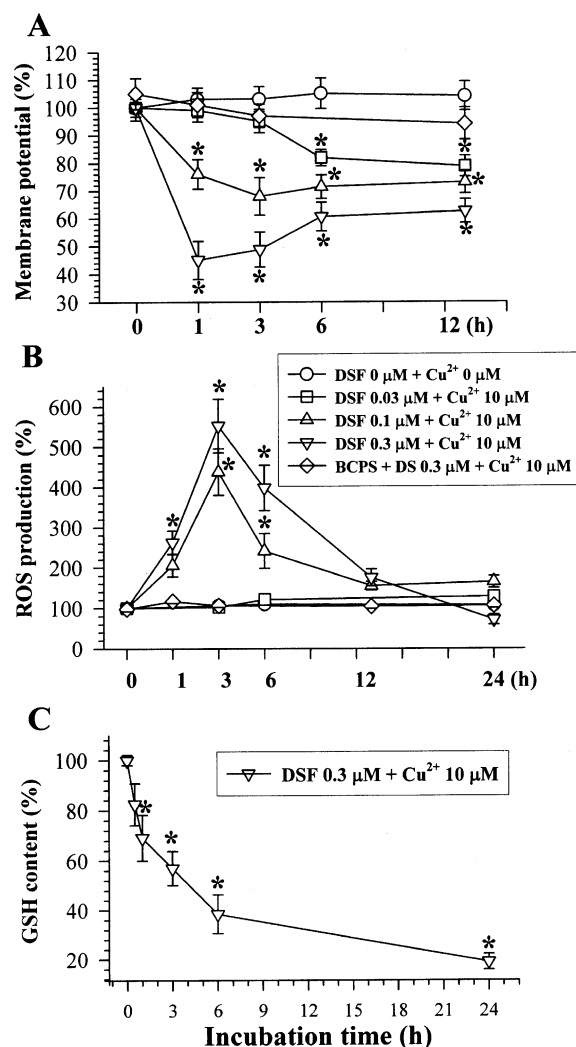 A
Membrane potential (%)
120
110
100
90
80
70
60
50
40
30
* * * * * * * * *
0 1 3 6 12 (h)
B
ROS production (%)
600
500
400
300
200
100
0
* * * * *
DSF 0 µM + Cu²⁺ 0 µM
DSF 0.03 µM + Cu²⁺ 10 µM
DSF 0.1 µM + Cu²⁺ 10 µM
DSF 0.3 µM + Cu²⁺ 10 µM
BCPS + DS 0.3 µM + Cu²⁺ 10 µM
0 1 3 6 12 24 (h)
C
GSH content (%)
100
80
60
40
20
DSF 0.3 µM + Cu²⁺ 10 µM
* * * *
0 3 6 9 12 15 18 21 24
Incubation time (h)